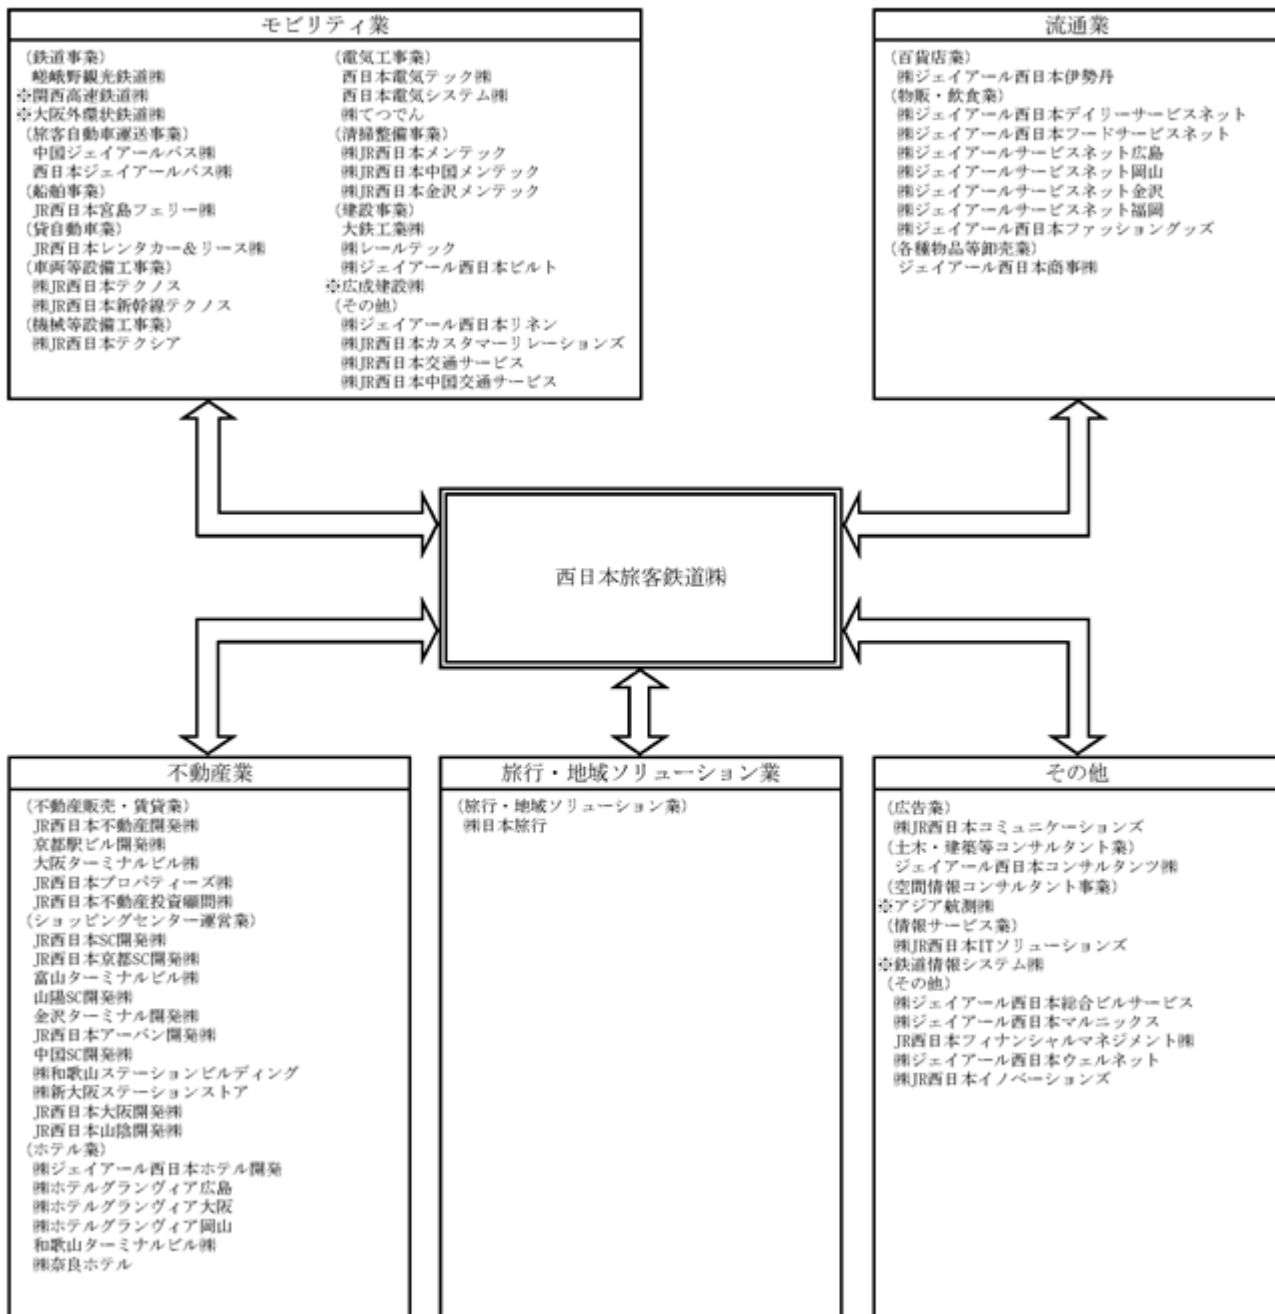 モビリティ業
(鉄道事業)
嵯峨野観光鉄道㈱
※関西高速鉄道㈱
※大阪外環状鉄道㈱
(旅客自動車運送事業)
中国ジェイアールバス㈱
西日本ジェイアールバス㈱
(船舶事業)
JR西日本宮島フェリー㈱
(貸自動車業)
JR西日本レンタカー&リース㈱
(車両等設備工事業)
㈱JR西日本テクノス
㈱JR西日本新幹線テクノス
(機械等設備工事業)
㈱JR西日本テクシア
(電気工事業)
西日本電気テック㈱
西日本電気システム㈱
㈱てつでん
(清掃整備事業)
㈱JR西日本メンテック
㈱JR西日本中国メンテック
㈱JR西日本金沢メンテック
(建設事業)
大鉄工業㈱
㈱レールテック
㈱ジェイアール西日本ビルト
※広成建設㈱
(その他)
㈱ジェイアール西日本リネン
㈱JR西日本カスタマーリレーションズ
㈱JR西日本交通サービス
㈱JR西日本中国交通サービス
流通業
(百貨店業)
㈱ジェイアール西日本伊勢丹
(物販・飲食業)
㈱ジェイアール西日本デイリーサービスネット
㈱ジェイアール西日本フードサービスネット
㈱ジェイアールサービスネット広島
㈱ジェイアールサービスネット岡山
㈱ジェイアールサービスネット金沢
㈱ジェイアールサービスネット福岡
㈱ジェイアール西日本ファッショングッズ
(各種物品等卸売業)
ジェイアール西日本商事㈱
西日本旅客鉄道㈱
不動産業
(不動産販売・賃貸業)
JR西日本不動産開発㈱
京都駅ビル開発㈱
大阪ターミナルビル㈱
JR西日本プロパティーズ㈱
JR西日本不動産投資顧問㈱
(ショッピングセンター運営業)
JR西日本SC開発㈱
JR西日本京都SC開発㈱
富山ターミナルビル㈱
山陽SC開発㈱
金沢ターミナル開発㈱
JR西日本アーバン開発㈱
中国SC開発㈱
㈱和歌山ステーションビルディング
㈱新大阪ステーションストア
JR西日本大阪開発㈱
JR西日本山陰開発㈱
(ホテル業)
㈱ジェイアール西日本ホテル開発
㈱ホテルグランヴィア広島
㈱ホテルグランヴィア大阪
㈱ホテルグランヴィア岡山
和歌山ターミナルビル㈱
㈱奈良ホテル
旅行・地域ソリューション業
(旅行・地域ソリューション業)
㈱日本旅行
その他
(広告業)
㈱JR西日本コミュニケーションズ
(土木・建築等コンサルタント業)
ジェイアール西日本コンサルタンツ㈱
(空間情報コンサルタント事業)
※アジア航測㈱
(情報サービス業)
㈱JR西日本ITソリューションズ
※鉄道情報システム㈱
(その他)
㈱ジェイアール西日本総合ビルサービス
㈱ジェイアール西日本マルニックス
JR西日本フィナンシャルマネジメント㈱
㈱ジェイアール西日本ウェルネット
㈱JR西日本イノベーションズ